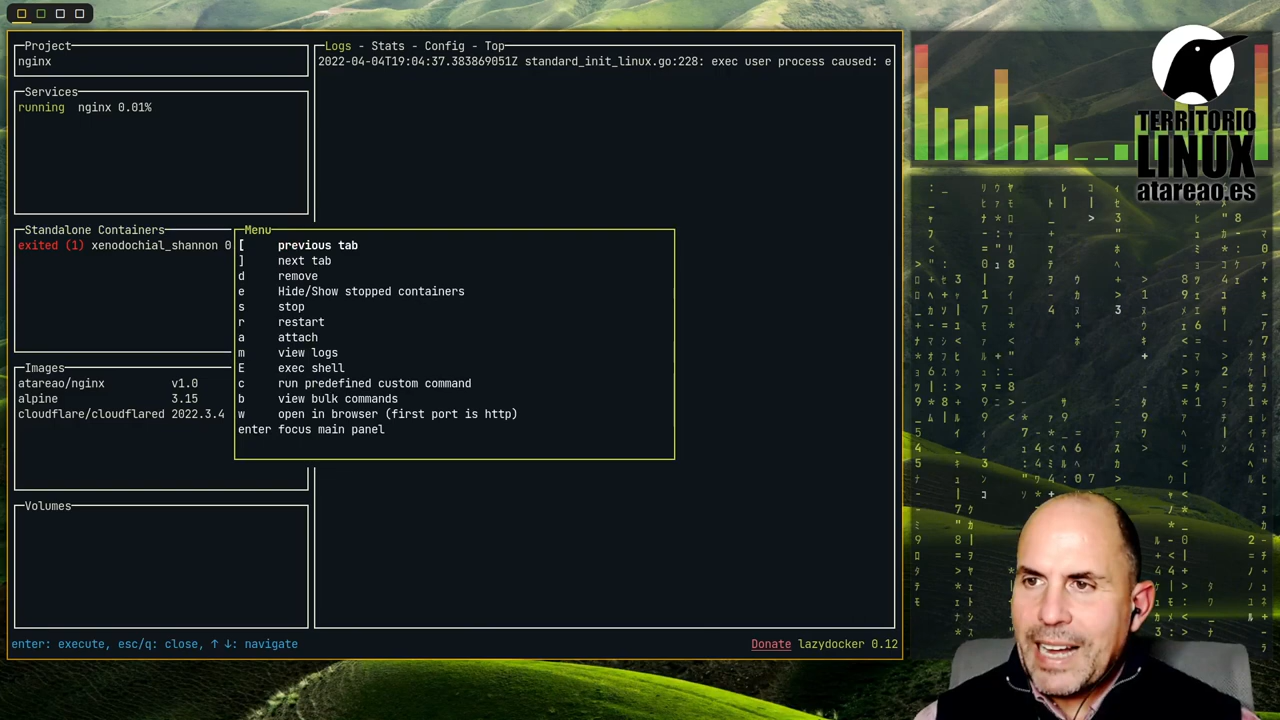 Project
nginx
Services
running nginx 0.01%
Standalone Containers
exited (1) xenodochial_shannon 0
Images
atareao/nginx v1.0
alpine 3.15
cloudflare/cloudflared 2022.3.4
Volumes
Logs - Stats - Config - Top
2022-04-04T19:04:37.383869051Z standard_init_linux.go:228: exec user process caused: e
Menu
[ previous tab
] next tab
d remove
e Hide/Show stopped containers
s stop
r restart
a attach
m view logs
E exec shell
c run predefined custom command
b view bulk commands
w open in browser (first port is http)
enter focus main panel
enter: execute, esc/q: close, ↑ ↓: navigate
Donate lazydocker 0.12
TERRITORIO
LINUX
atareao.es